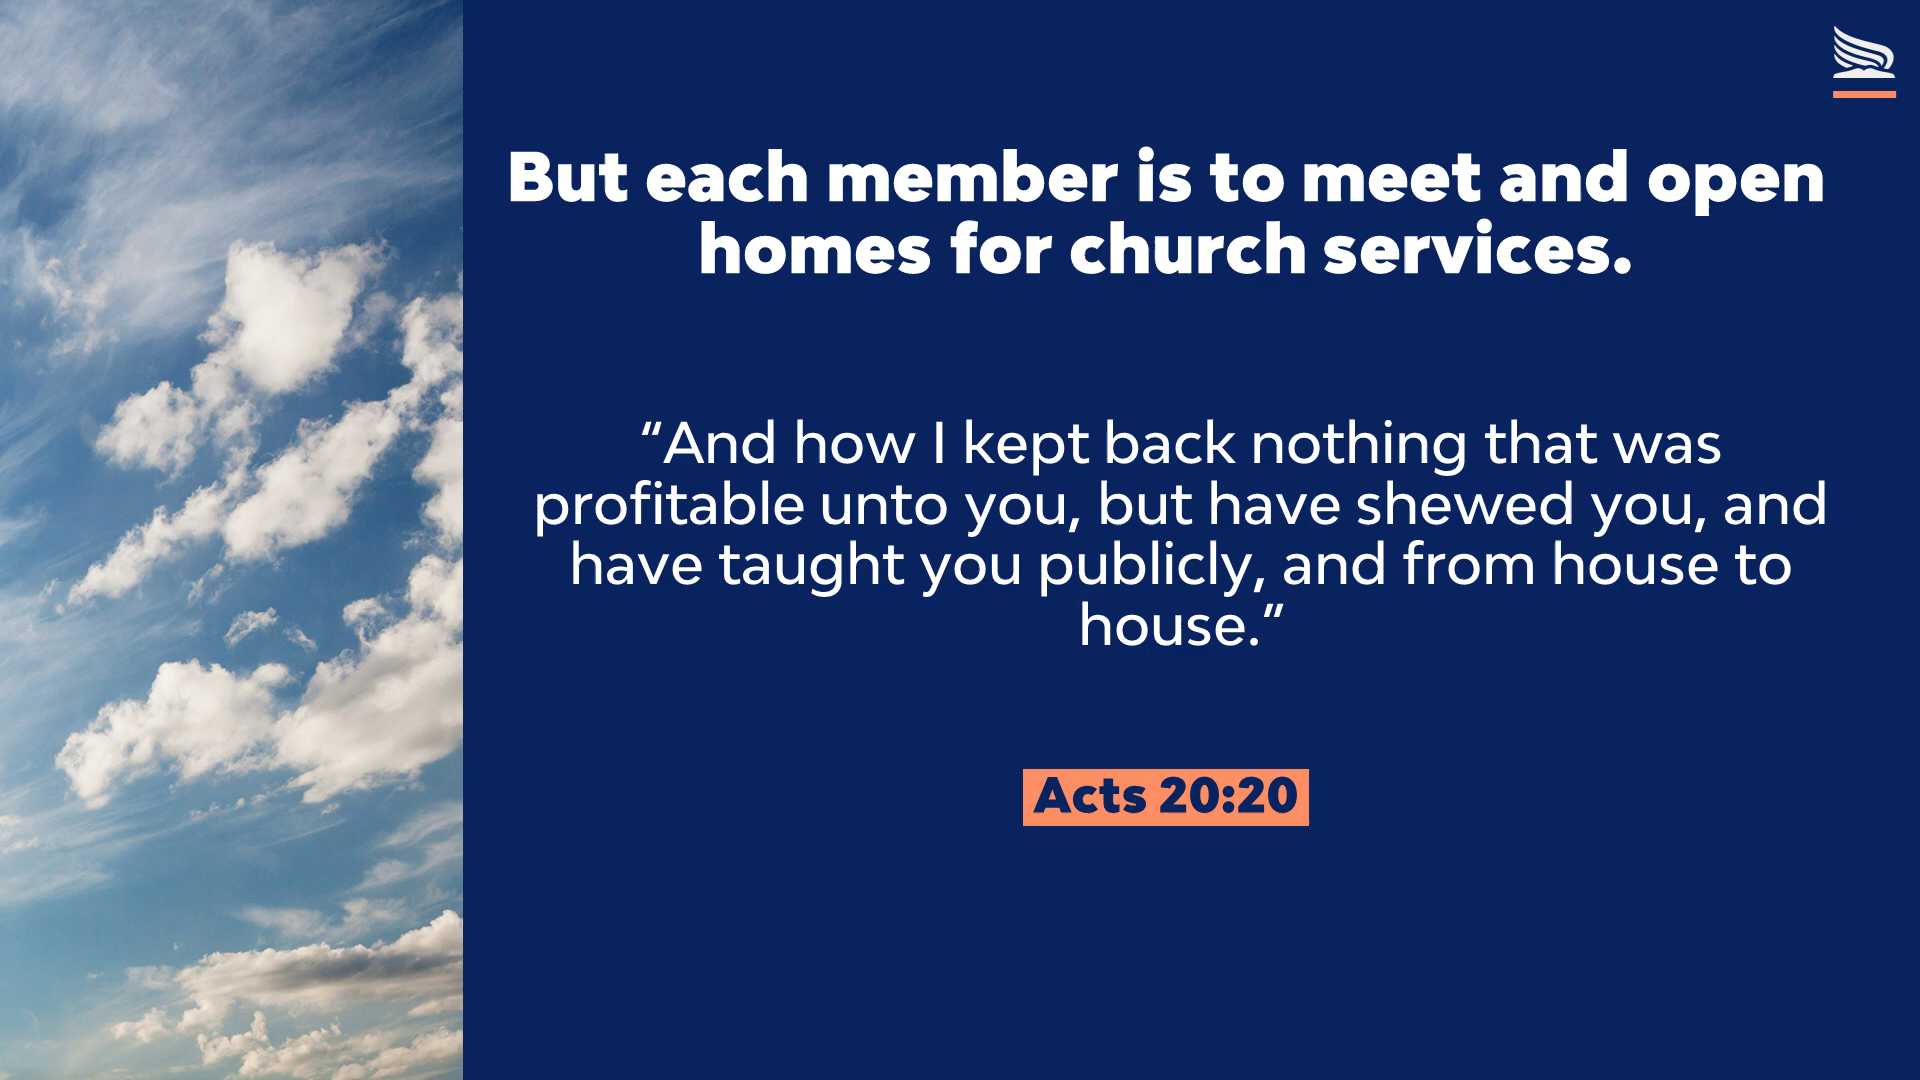 But each member is to meet and open
homes for church services.
“And how I kept back nothing that was
profitable unto you, but have shewed you, and
have taught you publicly, and from house to
house.”
Acts 20:20